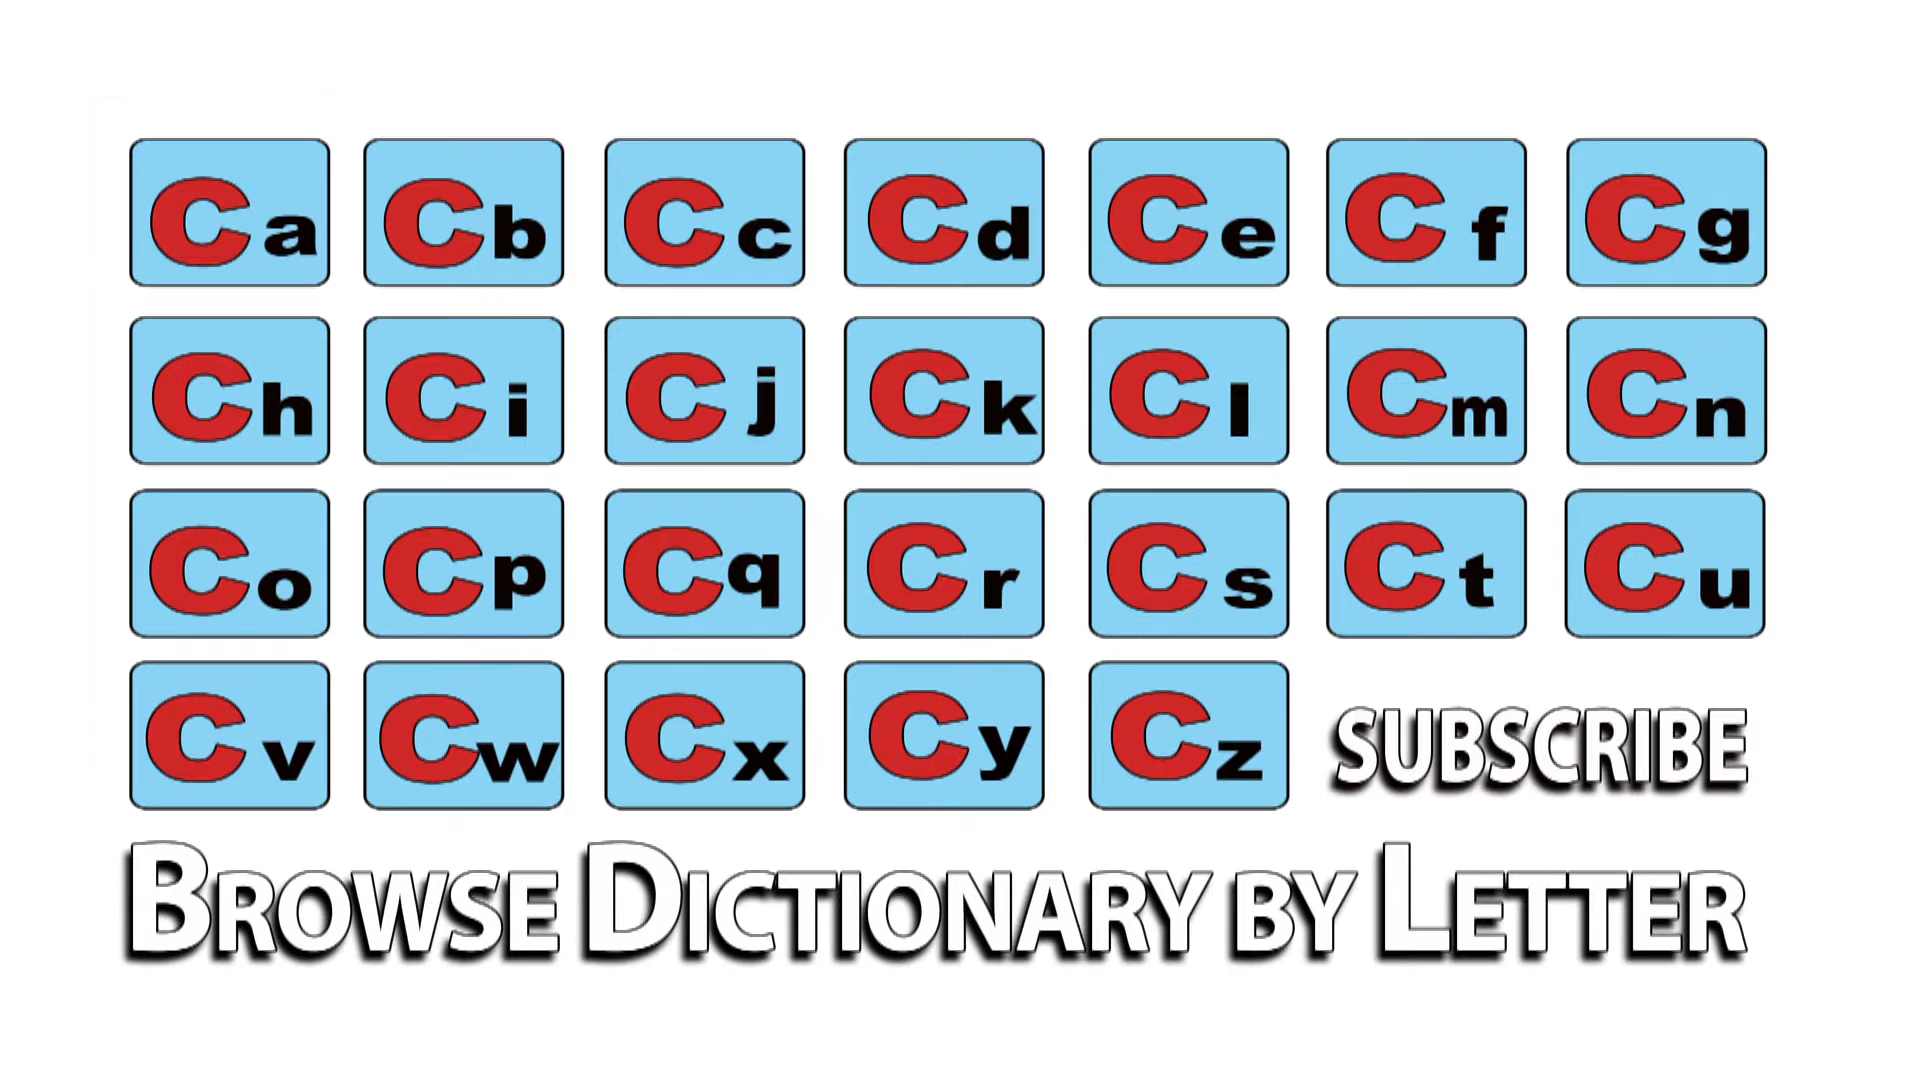 Ca Cb Cc Cd Ce Cf Cg
Ch Ci Cj Ck Cl Cm Cn
Co Cp Cq Cr Cs Ct Cu
Cv Cw Cx Cy Cz SUBSCRIBE
BROWSE DICTIONARY BY LETTER